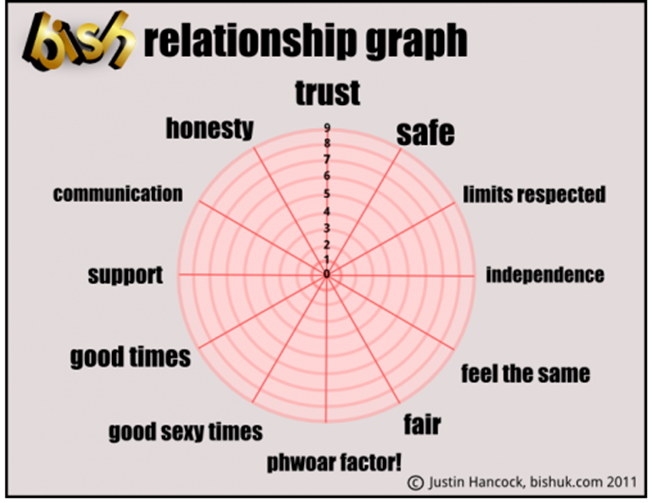 bish relationship graph
trust
honesty
safe
communication
limits respected
support
independence
good times
feel the same
good sexy times
fair
phwoar factor!
9
8
7
6
5
4
3
2
1
0
© Justin Hancock, bishuk.com 2011